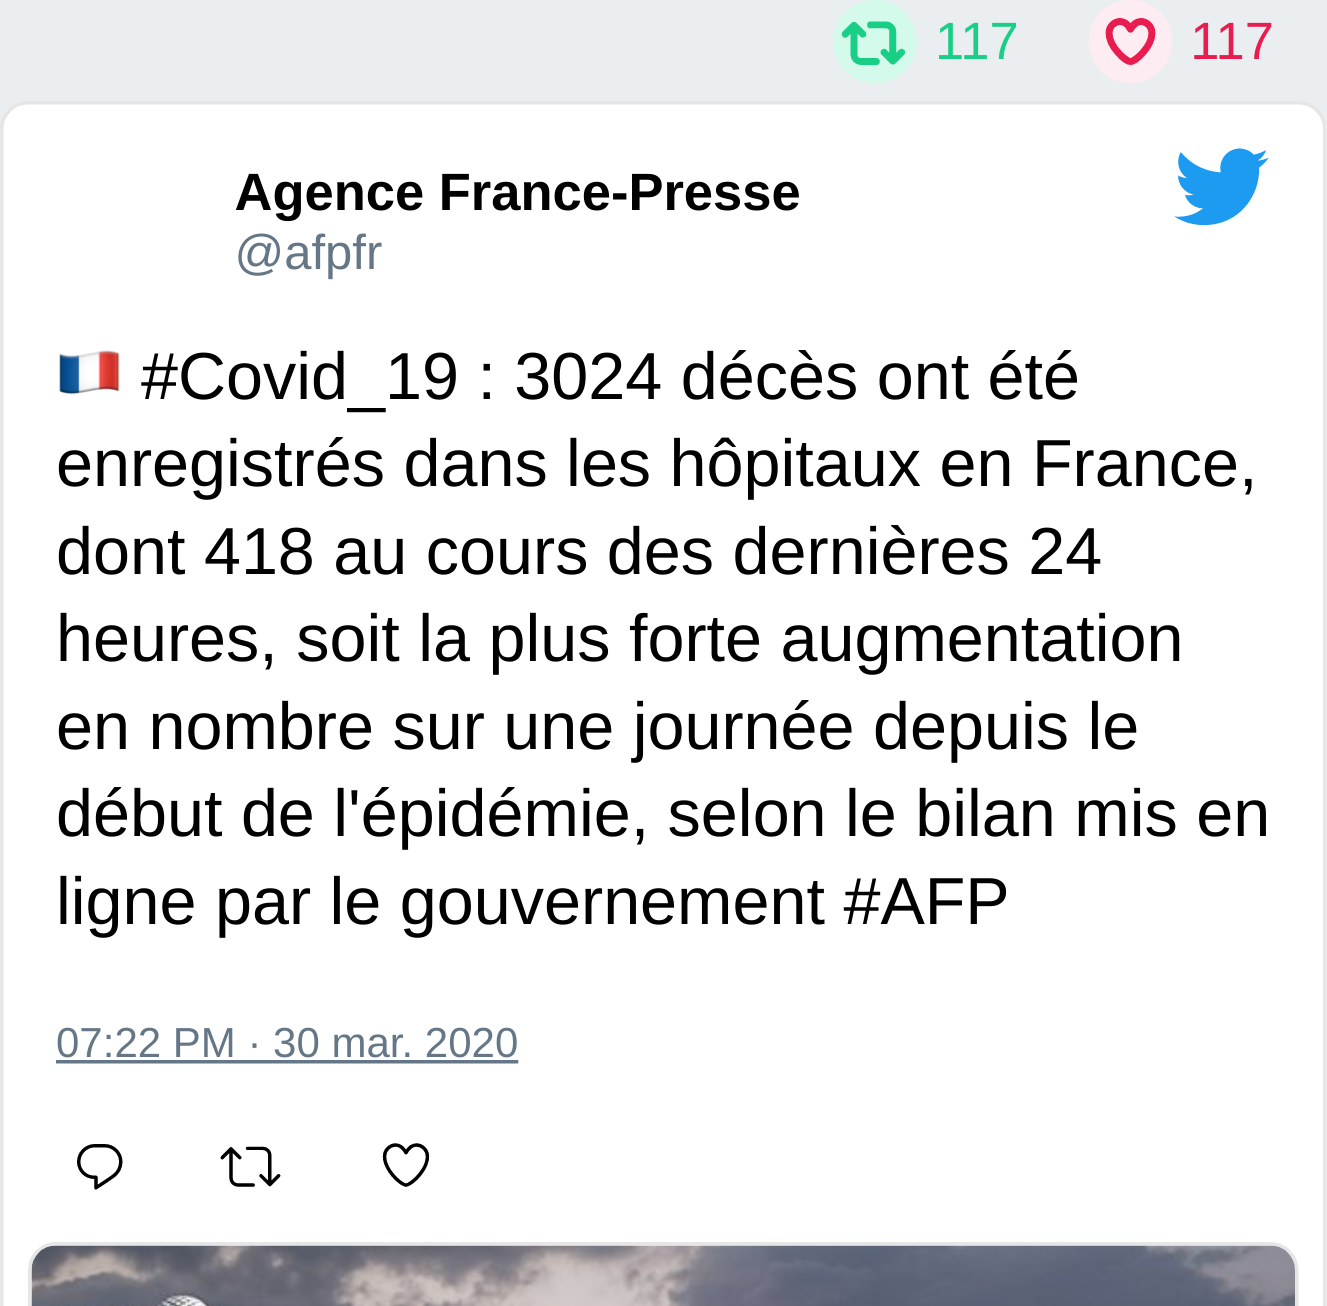 117 117
Agence France-Presse
@afpfr
🇫🇷 #Covid_19 : 3024 décès ont été
enregistrés dans les hôpitaux en France,
dont 418 au cours des dernières 24
heures, soit la plus forte augmentation
en nombre sur une journée depuis le
début de l'épidémie, selon le bilan mis en
ligne par le gouvernement #AFP
07:22 PM · 30 mar. 2020